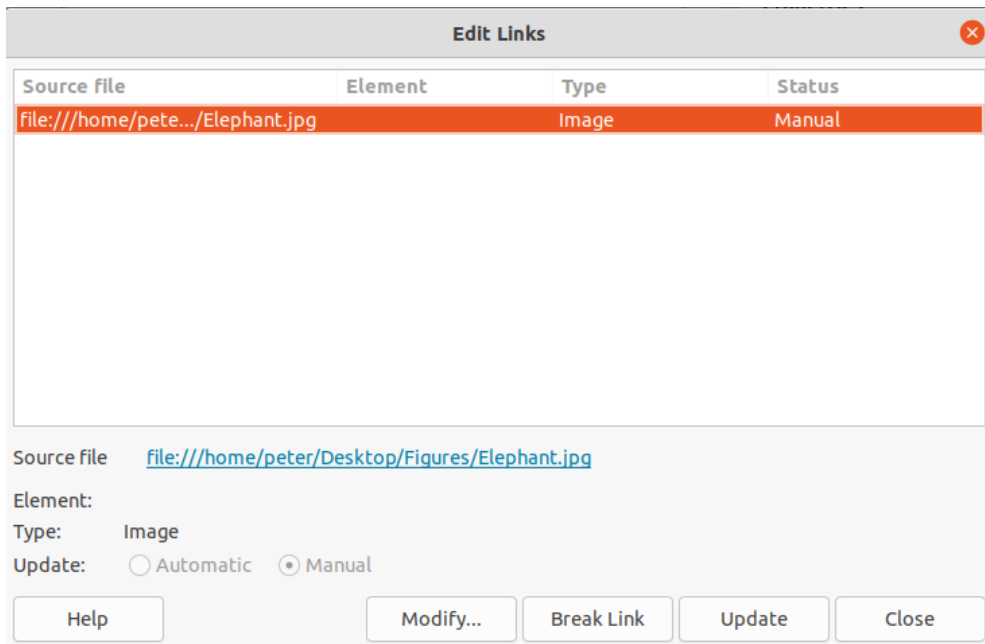 Edit Links
Source file Element Type Status
file:///home/pete.../Elephant.jpg Image Manual
Source file file:///home/peter/Desktop/Figures/Elephant.jpg
Element:
Type: Image
Update: Automatic Manual
Help Modify... Break Link Update Close